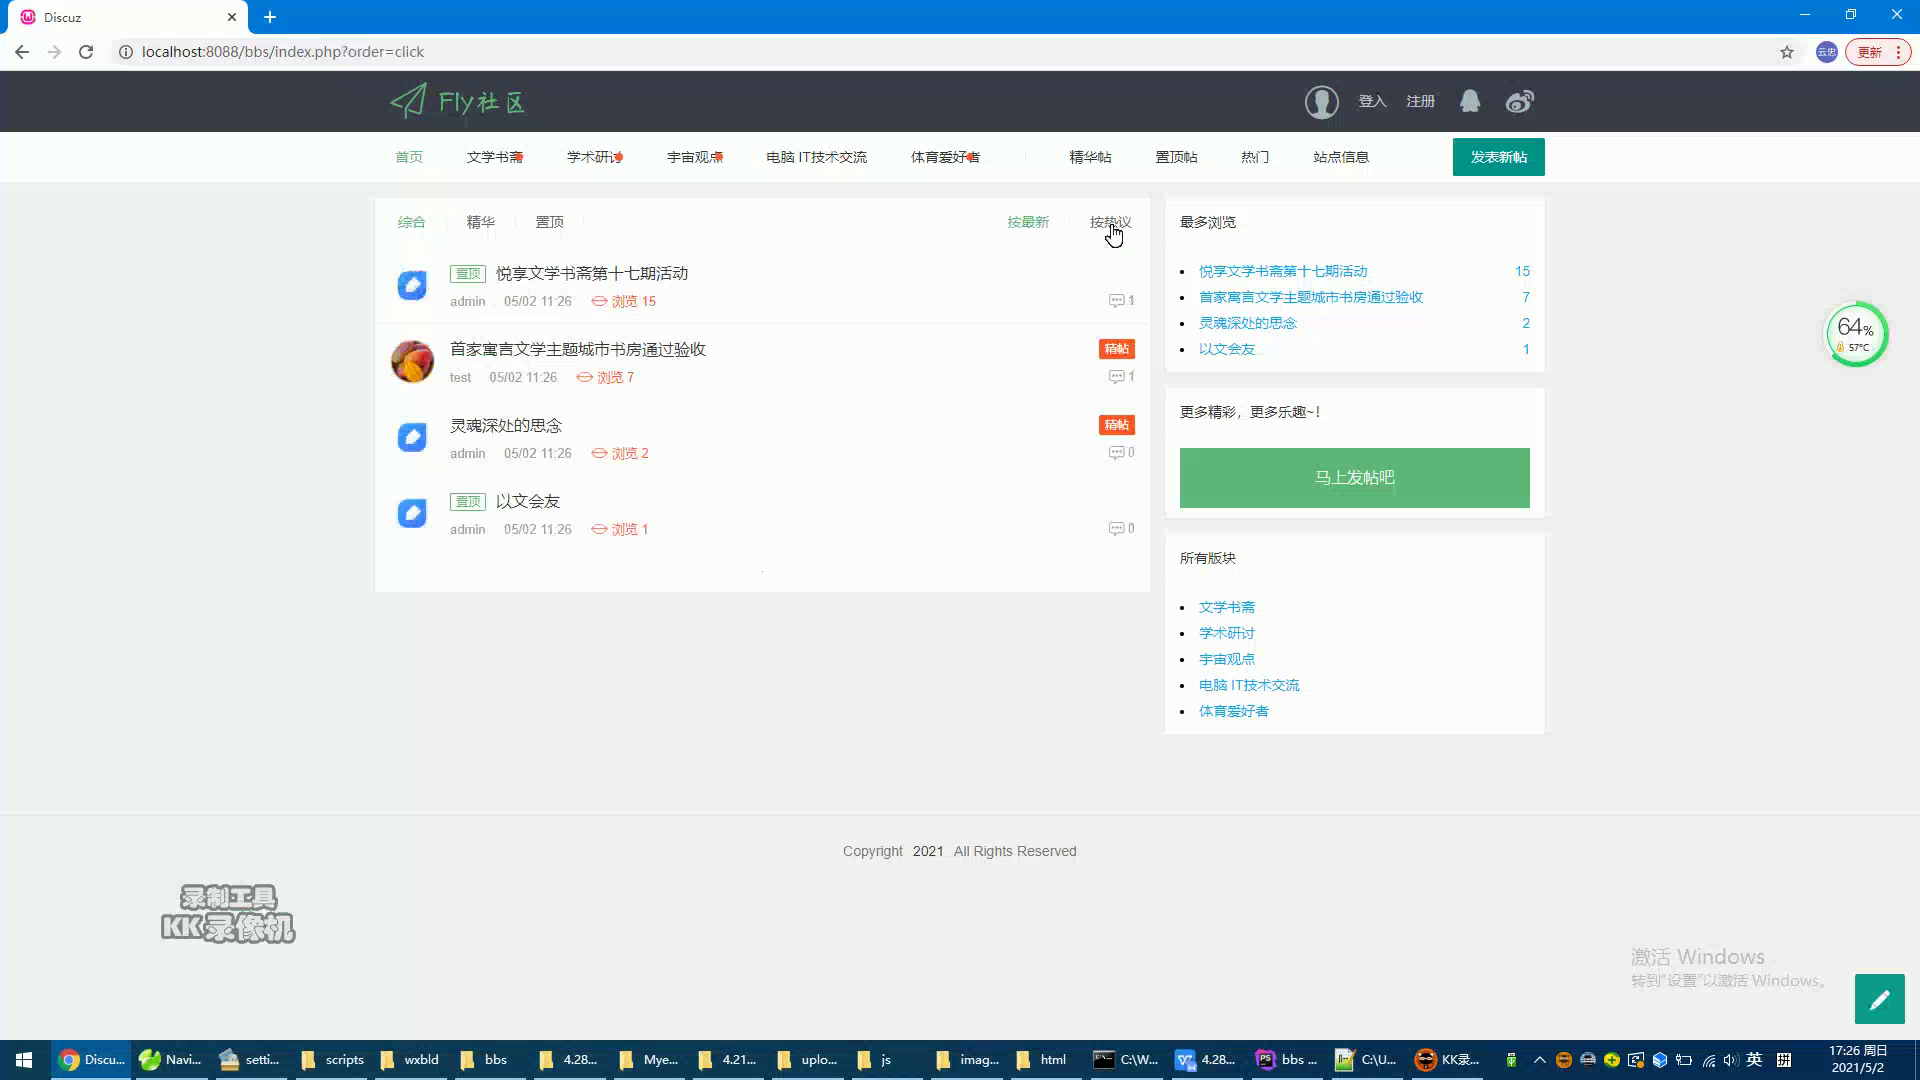 Discuz
localhost:8088/bbs/index.php?order=click
云忠
更新
Fly社区
登入
注册
首页
文学书斋
学术研讨
宇宙观点
电脑 IT技术交流
体育爱好者
精华帖
置顶帖
热门
站点信息
发表新帖
综合
精华
置顶
按最新
按热议
置顶 悦享文学书斋第十七期活动
admin 05/02 11:26 浏览 15 1
首家寓言文学主题城市书房通过验收 精帖
test 05/02 11:26 浏览 7 1
灵魂深处的思念 精帖
admin 05/02 11:26 浏览 2 0
置顶 以文会友
admin 05/02 11:26 浏览 1 0
最多浏览
悦享文学书斋第十七期活动 15
首家寓言文学主题城市书房通过验收 7
灵魂深处的思念 2
以文会友 1
更多精彩，更多乐趣~！
马上发帖吧
所有版块
文学书斋
学术研讨
宇宙观点
电脑 IT技术交流
体育爱好者
64%
57°C
Copyright 2021 All Rights Reserved
录制工具
KK录像机
激活 Windows
转到"设置"以激活 Windows。
Discu...
Navi...
setti...
scripts
wxbld
bbs
4.28...
Mye...
4.21...
uplo...
js
imag...
html
C:\W...
4.28...
bbs ...
C:\U...
KK录...
英
拼
17:26 周日
2021/5/2